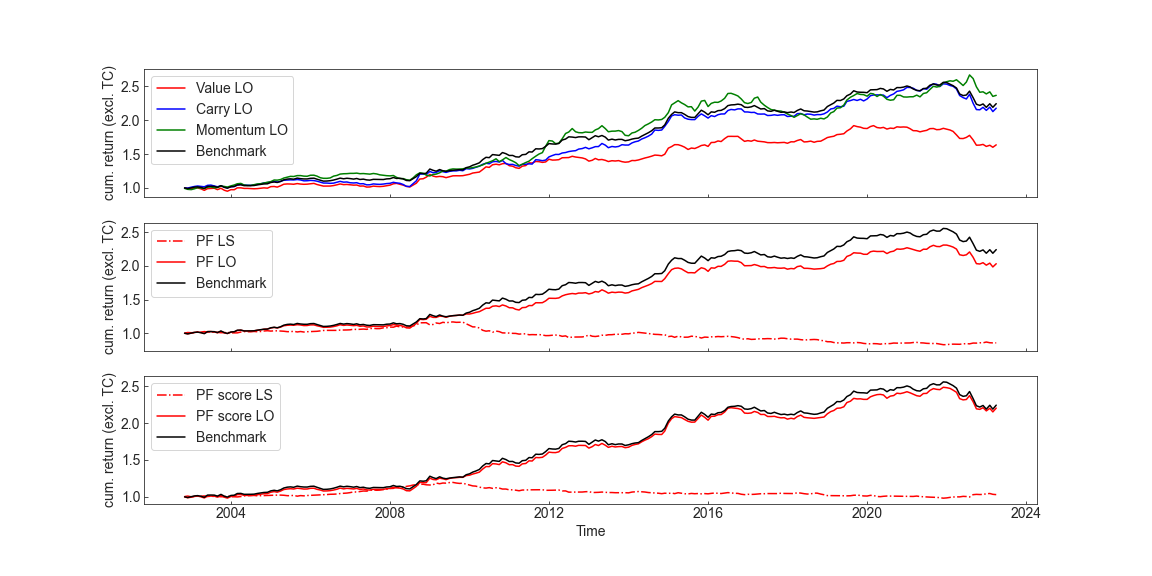 cum. return (excl. TC)
2.5
2.0
1.5
1.0
Value LO
Carry LO
Momentum LO
Benchmark
cum. return (excl. TC)
2.5
2.0
1.5
1.0
PF LS
PF LO
Benchmark
cum. return (excl. TC)
2.5
2.0
1.5
1.0
PF score LS
PF score LO
Benchmark
2004 2008 2012 2016 2020 2024
Time